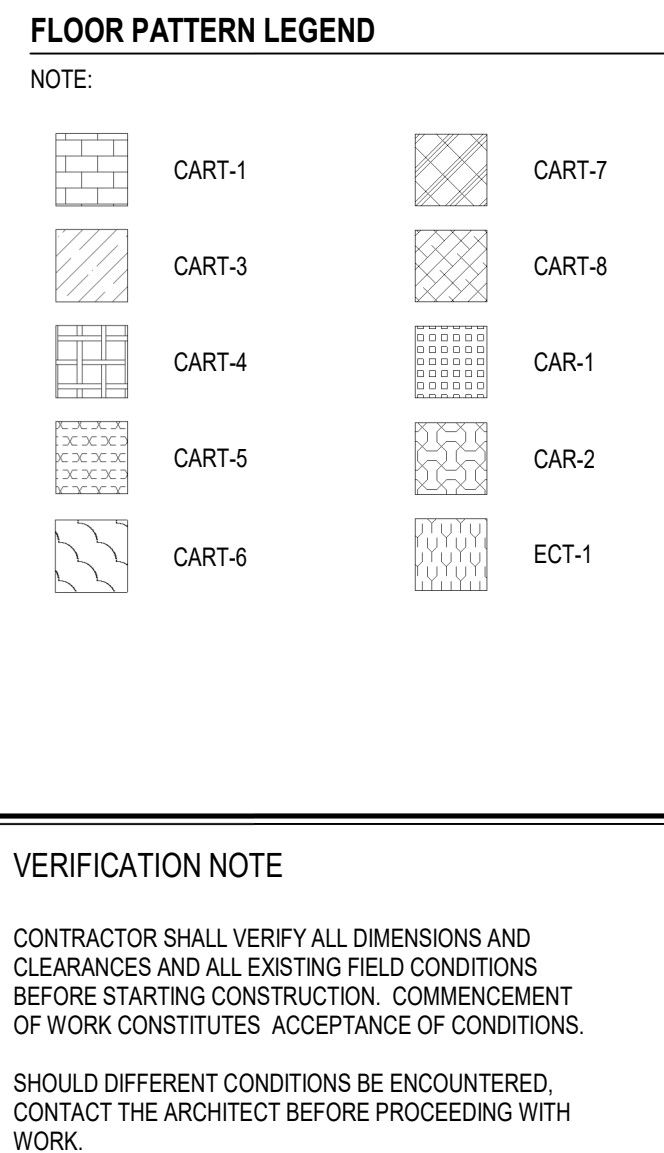 FLOOR PATTERN LEGEND
NOTE:
CART-1
CART-3
CART-4
CART-5
CART-6
CART-7
CART-8
CAR-1
CAR-2
ECT-1
VERIFICATION NOTE
CONTRACTOR SHALL VERIFY ALL DIMENSIONS AND
CLEARANCES AND ALL EXISTING FIELD CONDITIONS
BEFORE STARTING CONSTRUCTION.  COMMENCEMENT
OF WORK CONSTITUTES  ACCEPTANCE OF CONDITIONS.
SHOULD DIFFERENT CONDITIONS BE ENCOUNTERED,
CONTACT THE ARCHITECT BEFORE PROCEEDING WITH
WORK.